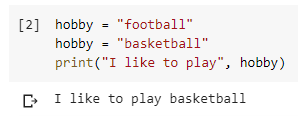 [2] hobby = "football"
hobby = "basketball"
print("I like to play", hobby)
I like to play basketball